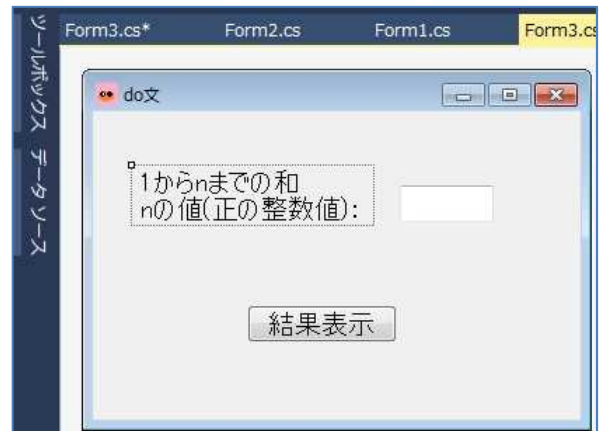 Form3.cs*
Form2.cs
Form1.cs
Form3.cs
ツールボックス
データ ソース
do文
1からnまでの和
nの値(正の整数値):
結果表示